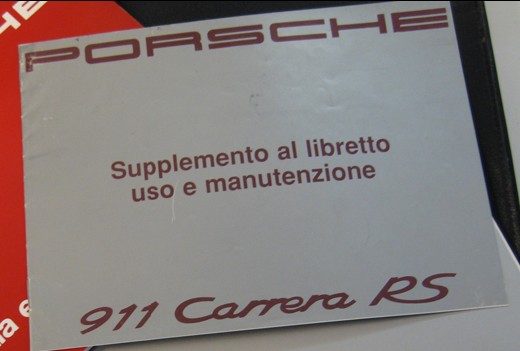 PORSCHE
Supplemento al libretto
uso e manutenzione
911 Carrera RS